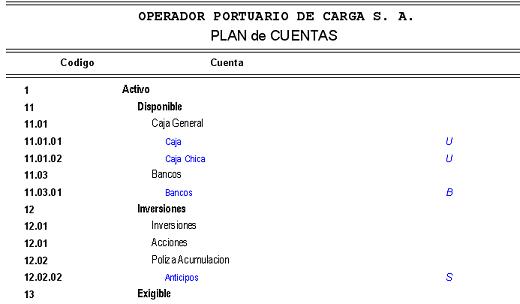 OPERADOR PORTUARIO DE CARGA S. A.
PLAN de CUENTAS
Codigo Cuenta
1 Activo
11 Disponible
11.01 Caja General
11.01.01 Caja U
11.01.02 Caja Chica U
11.03 Bancos
11.03.01 Bancos B
12 Inversiones
12.01 Inversiones
12.01 Acciones
12.02 Poliza Acumulacion
12.02.02 Anticipos S
13 Exigible